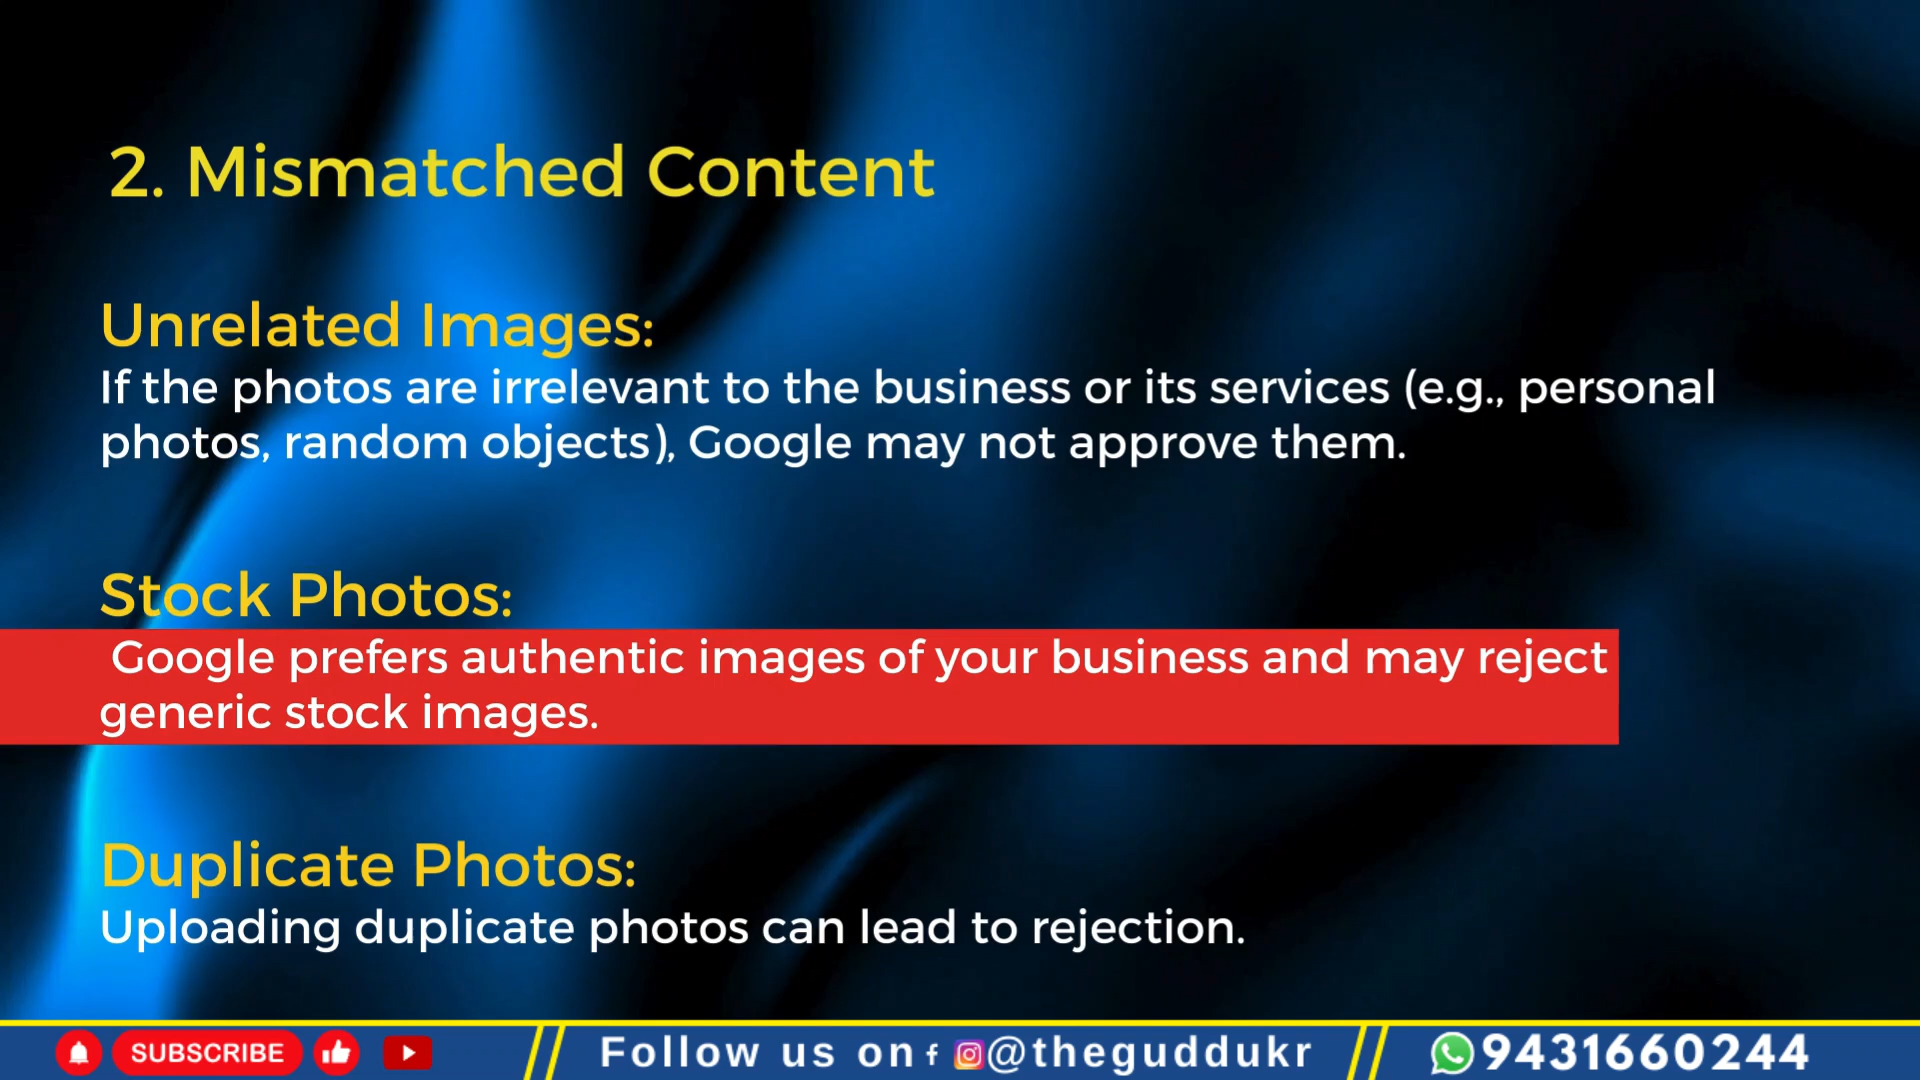 2. Mismatched Content
Unrelated Images:
If the photos are irrelevant to the business or its services (e.g., personal
photos, random objects), Google may not approve them.
Stock Photos:
Google prefers authentic images of your business and may reject
generic stock images.
Duplicate Photos:
Uploading duplicate photos can lead to rejection.
SUBSCRIBE // Follow us on f @theguddukr // 9431660244